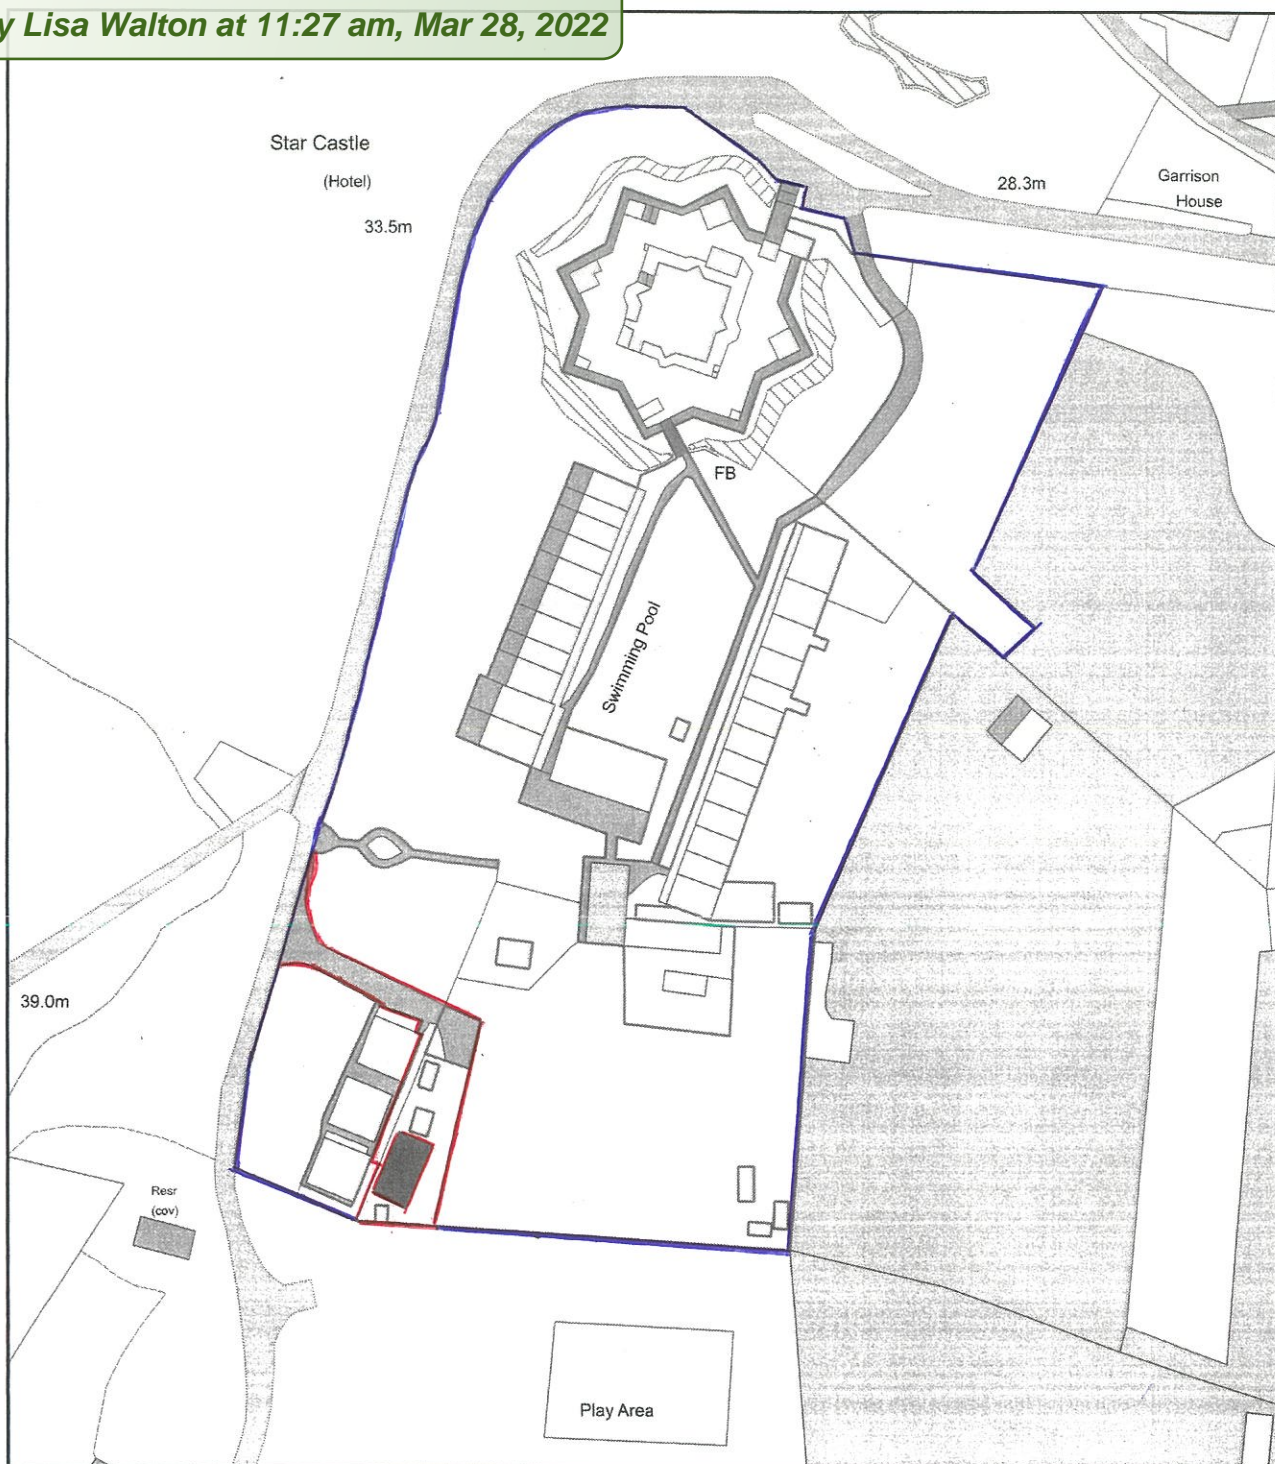 y Lisa Walton at 11:27 am, Mar 28, 2022
Star Castle
(Hotel)
33.5m
28.3m
Garrison
House
FB
Swimming Pool
39.0m
Resr
(cov)
Play Area